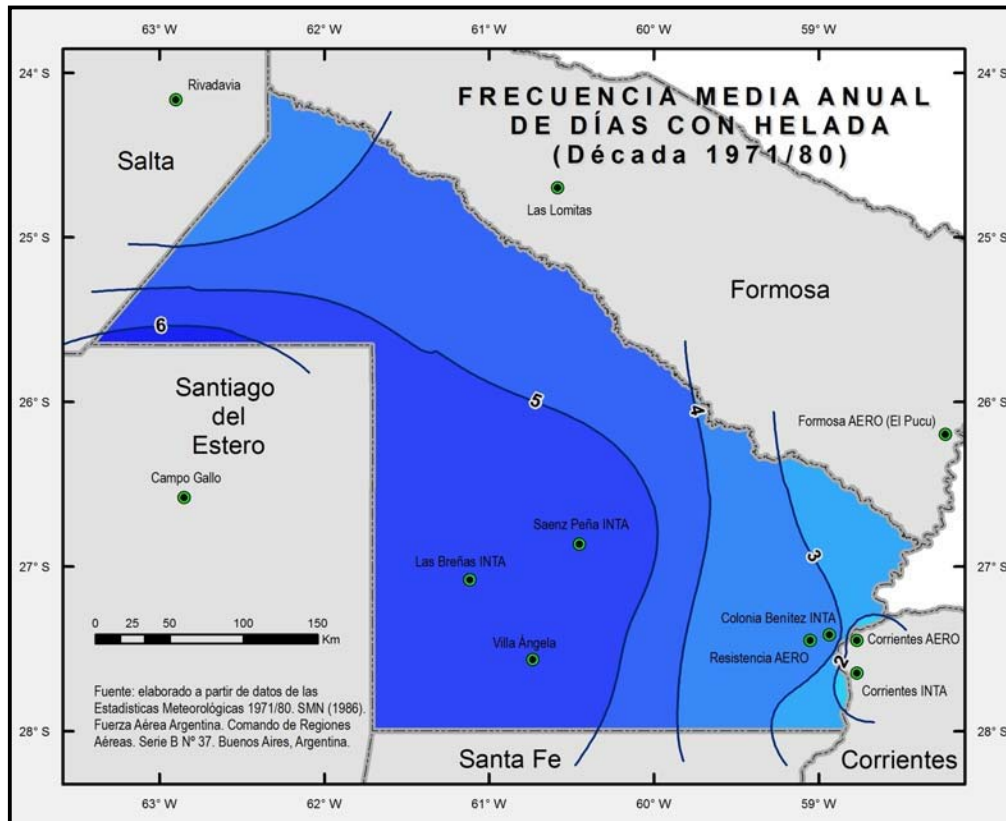 63° W 62° W 61° W 60° W 59° W
24° S 24° S
FRECUENCIA MEDIA ANUAL
DE DÍAS CON HELADA
(Década 1971/80)
Rivadavia
Salta
Las Lomitas
25° S 25° S
Formosa
6
Santiago
del
Estero
5
4
26° S 26° S
Formosa AERO (El Pucu)
Campo Gallo
Saenz Peña INTA
3
27° S 27° S
Las Breñas INTA
Colonia Benítez INTA
Corrientes AERO
0 25 50 100 150
Km
Villa Ángela
Resistencia AERO
2
Corrientes INTA
Fuente: elaborado a partir de datos de las
Estadísticas Meteorológicas 1971/80. SMN (1986).
Fuerza Aérea Argentina. Comando de Regiones
Aéreas. Serie B Nº 37. Buenos Aires, Argentina.
28° S 28° S
Santa Fe
Corrientes
63° W 62° W 61° W 60° W 59° W